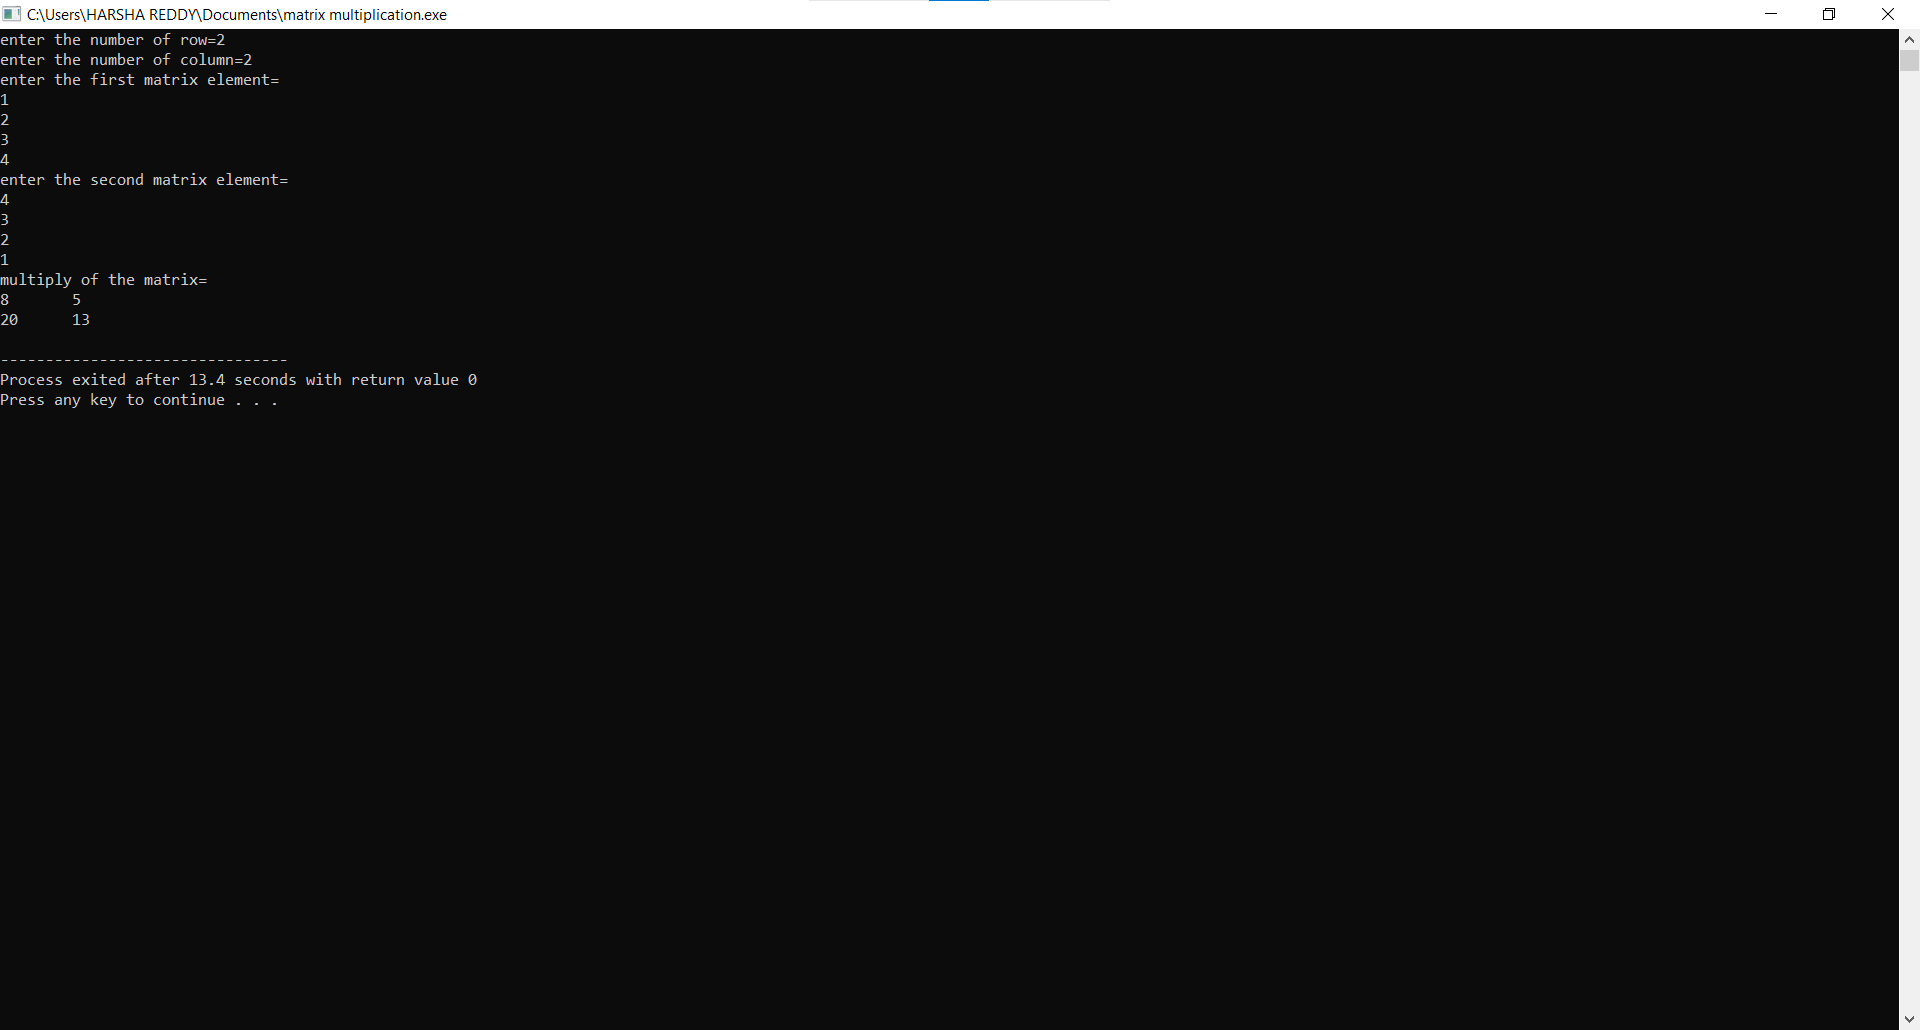 C:\Users\HARSHA REDDY\Documents\matrix multiplication.exe
enter the number of row=2
enter the number of column=2
enter the first matrix element=
1
2
3
4
enter the second matrix element=
4
3
2
1
multiply of the matrix=
8       5
20      13
--------------------------------
Process exited after 13.4 seconds with return value 0
Press any key to continue . . .